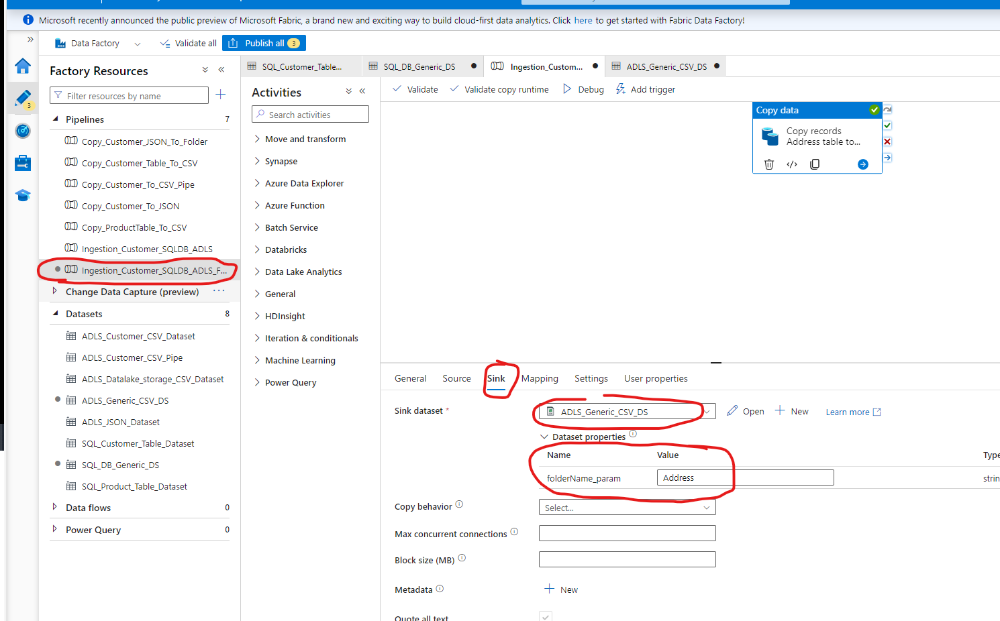 Microsoft recently announced the public preview of Microsoft Fabric, a brand new and exciting way to build cloud-first data analytics. Click here to get started with Fabric Data Factory!
Data Factory
Validate all
Publish all 3
Factory Resources
Filter resources by name
3
Pipelines 7
Copy_Customer_JSON_To_Folder
Copy_Customer_Table_To_CSV
Copy_Customer_To_CSV_Pipe
Copy_Customer_To_JSON
Copy_ProductTable_To_CSV
Ingestion_Customer_SQLDB_ADLS
Ingestion_Customer_SQLDB_ADLS_F...
Change Data Capture (preview) ...
Datasets 8
ADLS_Customer_CSV_Dataset
ADLS_Customer_CSV_Pipe
ADLS_Datalake_storage_CSV_Dataset
ADLS_Generic_CSV_DS
ADLS_JSON_Dataset
SQL_Customer_Table_Dataset
SQL_DB_Generic_DS
SQL_Product_Table_Dataset
Data flows 0
Power Query 0
SQL_Customer_Table... SQL_DB_Generic_DS Ingestion_Custom... ADLS_Generic_CSV_DS
Activities
Search activities
Move and transform
Synapse
Azure Data Explorer
Azure Function
Batch Service
Databricks
Data Lake Analytics
General
HDInsight
Iteration & conditionals
Machine Learning
Power Query
Validate Validate copy runtime Debug Add trigger
Copy data
Copy records
Address table to...
General Source Sink Mapping Settings User properties
Sink dataset * ADLS_Generic_CSV_DS Open New Learn more
Dataset properties
Name Value Type
folderName_param Address strin
Copy behavior Select...
Max concurrent connections
Block size (MB)
Metadata New
Quote all text